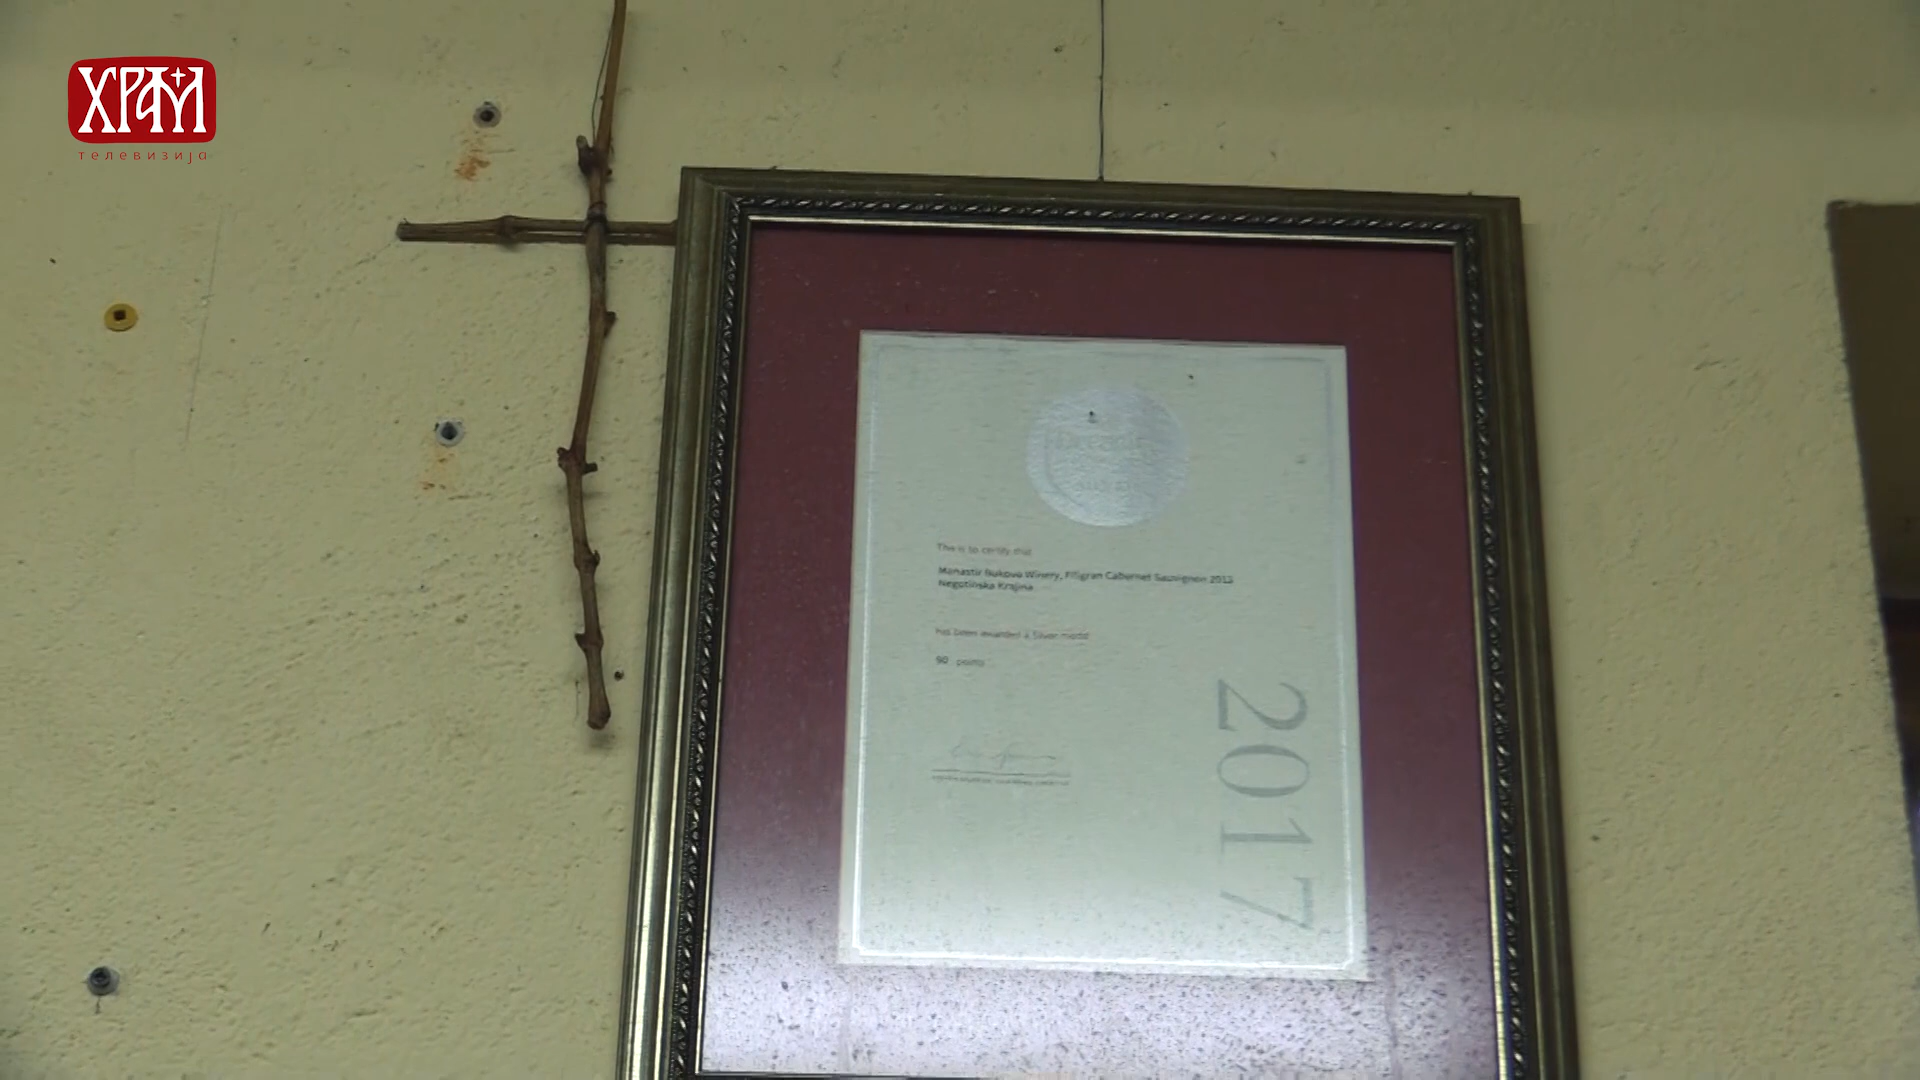 ХРАМ
телевизија
This is to certify that
Manastir Bukovo Winery, Filigran Cabernet Sauvignon 2013
Negotinska Krajina
has been awarded a Silver medal
90 points
2017